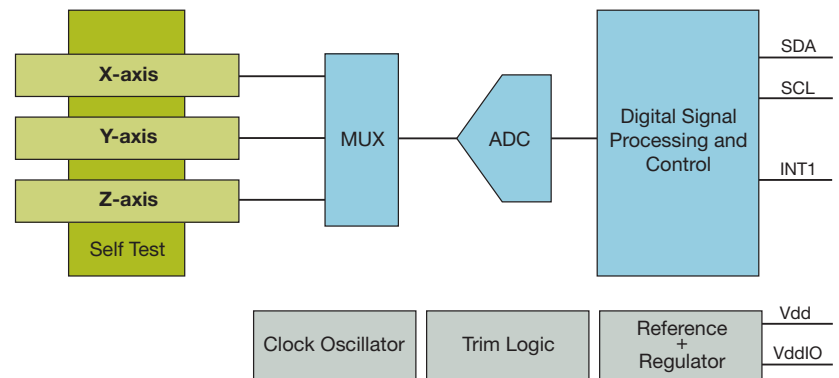 X-axis
Y-axis
Z-axis
Self Test
MUX
ADC
Digital Signal
Processing and
Control
SDA
SCL
INT1
Clock Oscillator
Trim Logic
Reference
+
Regulator
Vdd
VddIO